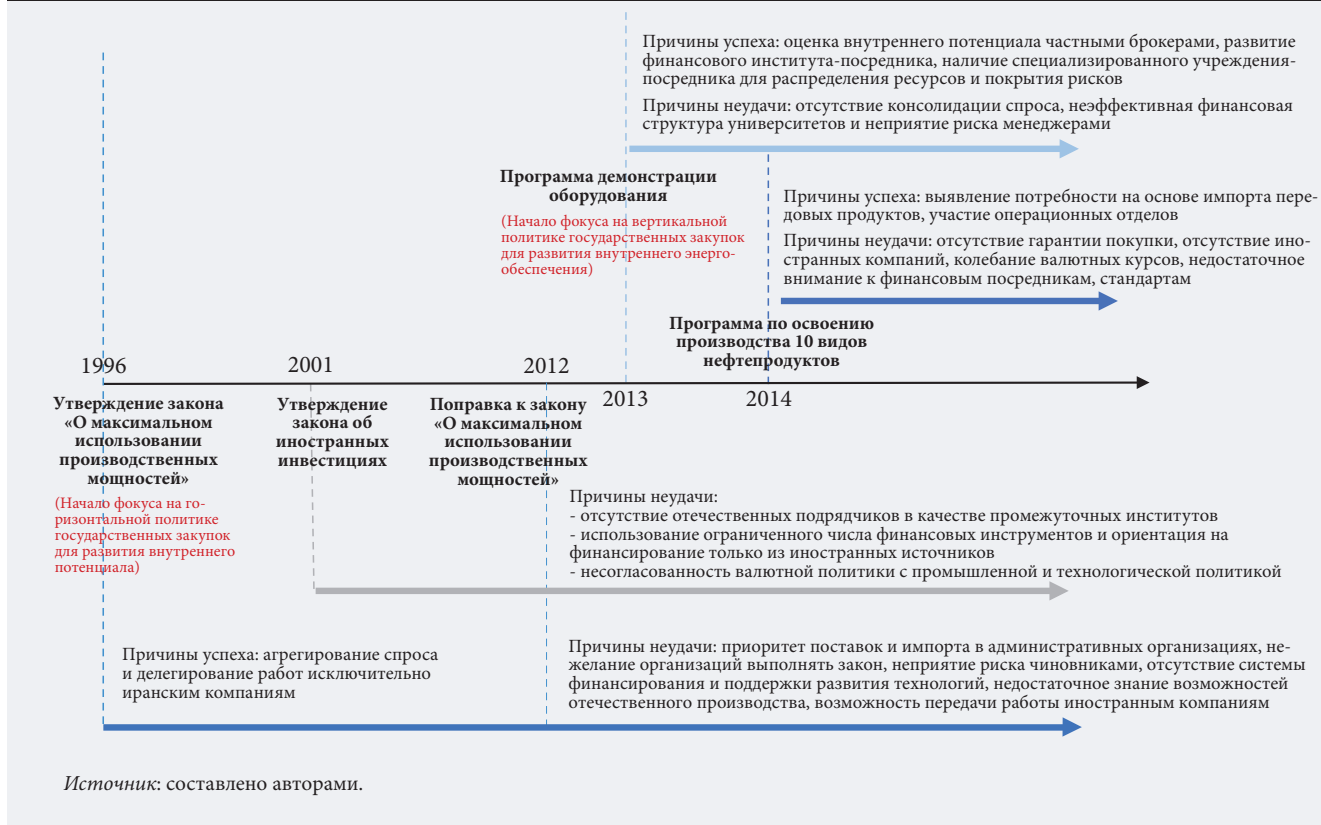 Причины успеха: оценка внутреннего потенциала частными брокерами, развитие
финансового института-посредника, наличие специализированного учреждения-
посредника для распределения ресурсов и покрытия рисков
Причины неудачи: отсутствие консолидации спроса, неэффективная финансовая
структура университетов и неприятие риска менеджерами
Программа демонстрации
оборудования
(Начало фокуса на вертикальной
политике государственных закупок
для развития внутреннего энерго-
обеспечения)
Причины успеха: выявление потребности на основе импорта пере-
довых продуктов, участие операционных отделов
Причины неудачи: отсутствие гарантии покупки, отсутствие ино-
странных компаний, колебание валютных курсов, недостаточное
внимание к финансовым посредникам, стандартам
Программа по освоению
производства 10 видов
нефтепродуктов
1996
2001
2012
2013
2014
Утверждение закона
«О максимальном
использовании
производственных
мощностей»
(Начало фокуса на го-
ризонтальной политике
государственных закупок
для развития внутреннего
потенциала)
Утверждение
закона об
иностранных
инвестициях
Поправка к закону
«О максимальном
использовании
производственных
мощностей»
Причины неудачи:
- отсутствие отечественных подрядчиков в качестве промежуточных институтов
- использование ограниченного числа финансовых инструментов и ориентация на
финансирование только из иностранных источников
- несогласованность валютной политики с промышленной и технологической политикой
Причины успеха: агрегирование спроса
и делегирование работ исключительно
иранским компаниям
Причины неудачи: приоритет поставок и импорта в административных организациях, не-
желание организаций выполнять закон, неприятие риска чиновниками, отсутствие системы
финансирования и поддержки развития технологий, недостаточное знание возможностей
отечественного производства, возможность передачи работы иностранным компаниям
Источник: составлено авторами.